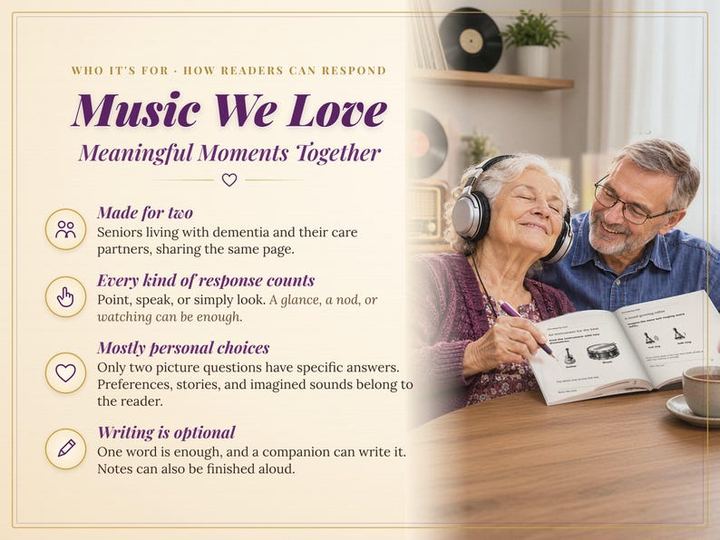 WHO IT'S FOR · HOW READERS CAN RESPOND
Music We Love
Meaningful Moments Together
Made for two
Seniors living with dementia and their care
partners, sharing the same page.
Every kind of response counts
Point, speak, or simply look. A glance, a nod, or
watching can be enough.
Mostly personal choices
Only two picture questions have specific answers.
Preferences, stories, and imagined sounds belong to
the reader.
Writing is optional
One word is enough, and a companion can write it.
Notes can also be finished aloud.